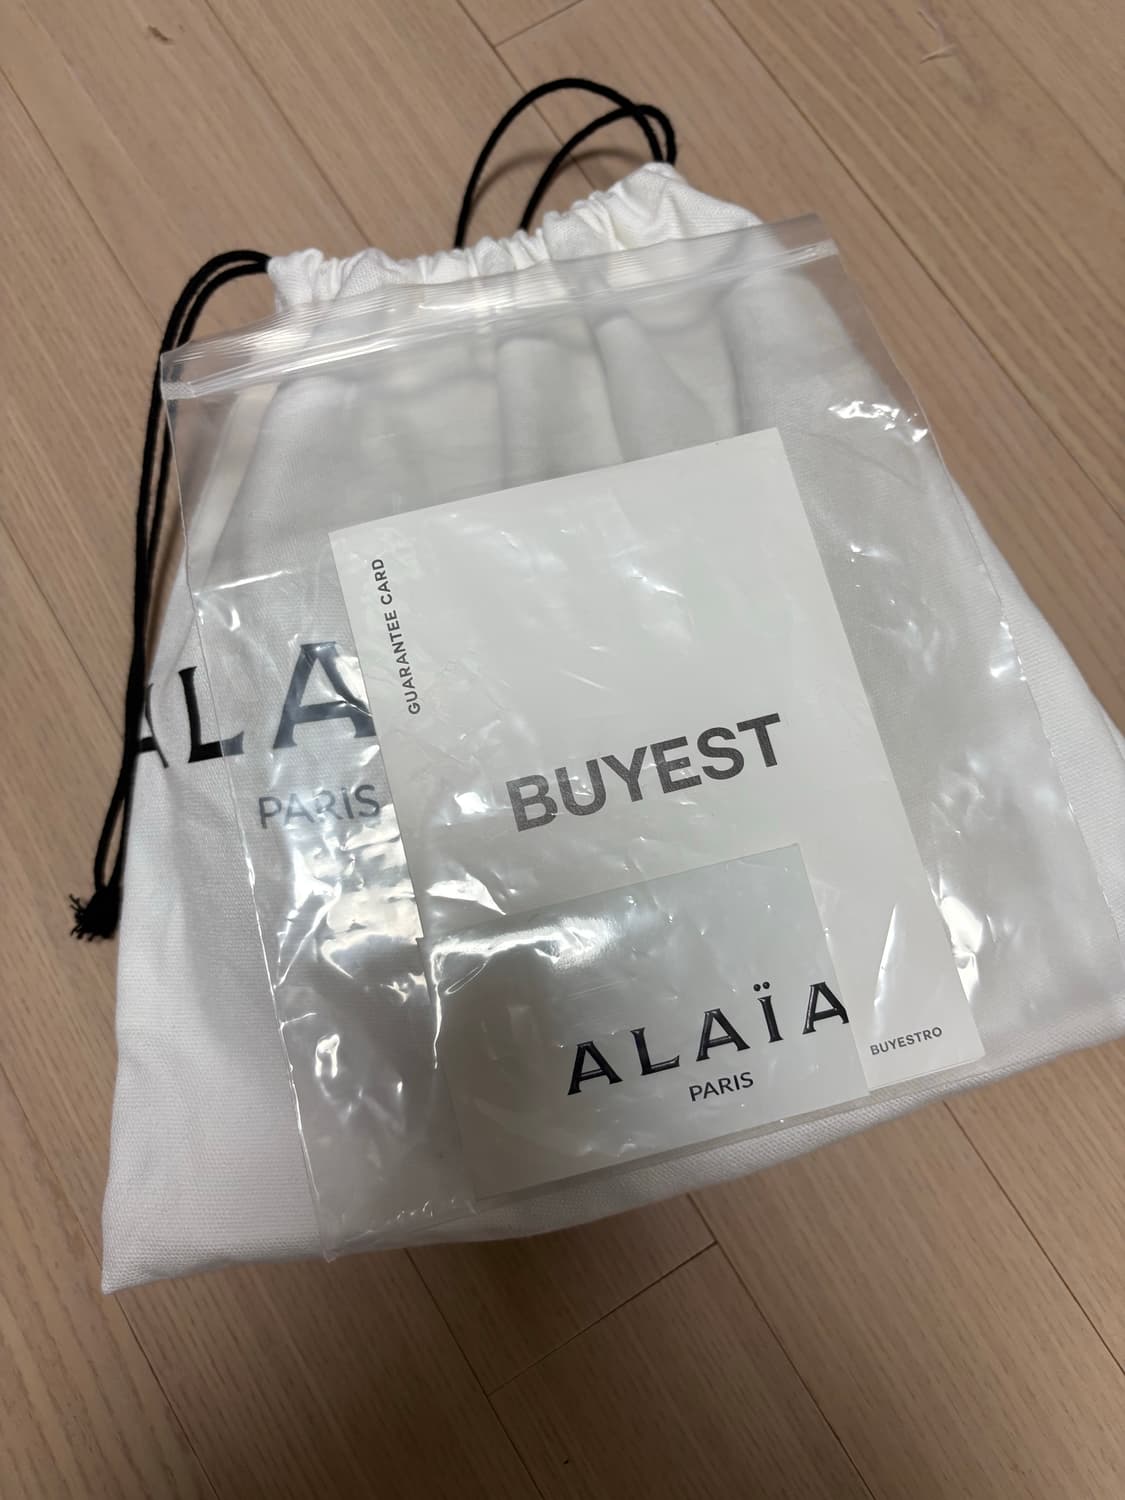 GUARANTEE CARD
ALA
PARIS
BUYEST
ALAÏA
PARIS
BUYESTRO